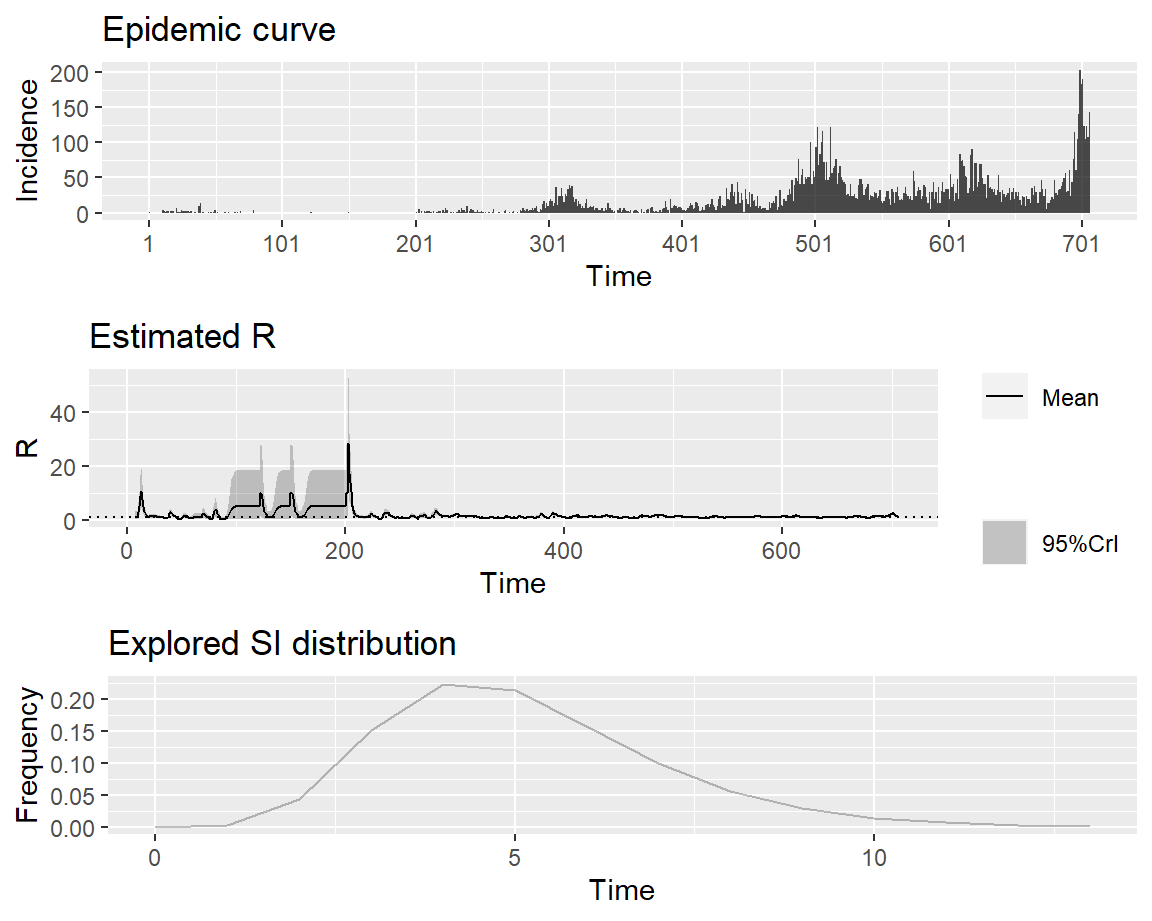 Epidemic curve
Incidence
200
150
100
50
0
1 101 201 301 401 501 601 701
Time
Estimated R
R
40
20
0
0 200 400 600
Time
Mean
95%CrI
Explored SI distribution
Frequency
0.20
0.15
0.10
0.05
0.00
0 5 10
Time